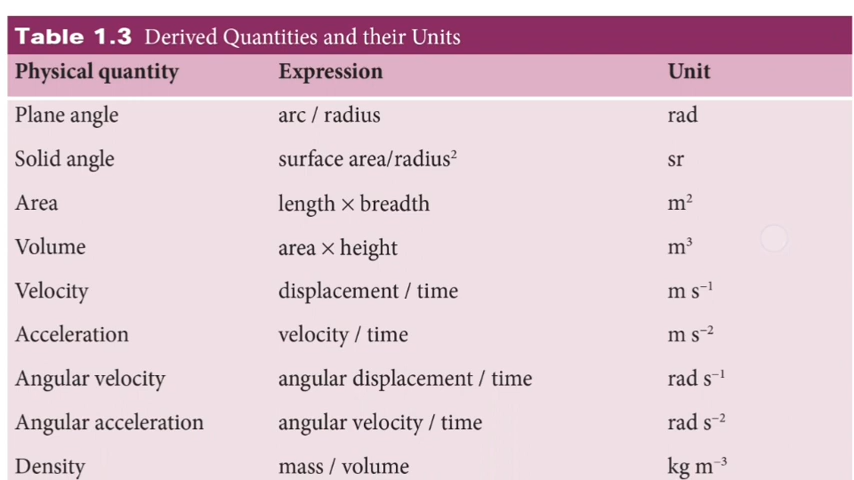 Table 1.3 Derived Quantities and their Units
Physical quantity Expression Unit
Plane angle arc / radius rad
Solid angle surface area/radius² sr
Area length × breadth m²
Volume area × height m³
Velocity displacement / time m s⁻¹
Acceleration velocity / time m s⁻²
Angular velocity angular displacement / time rad s⁻¹
Angular acceleration angular velocity / time rad s⁻²
Density mass / volume kg m⁻³